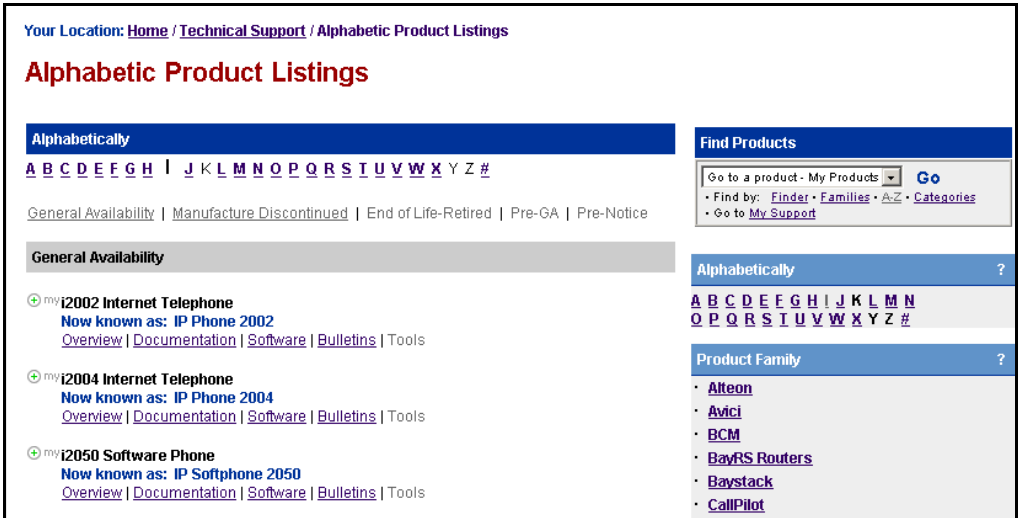 Your Location: Home / Technical Support / Alphabetic Product Listings
Alphabetic Product Listings
Alphabetically
A B C D E F G H I J K L M N O P Q R S T U V W X Y Z #
General Availability | Manufacture Discontinued | End of Life-Retired | Pre-GA | Pre-Notice
General Availability
my i2002 Internet Telephone
Now known as: IP Phone 2002
Overview | Documentation | Software | Bulletins | Tools
my i2004 Internet Telephone
Now known as: IP Phone 2004
Overview | Documentation | Software | Bulletins | Tools
my i2050 Software Phone
Now known as: IP Softphone 2050
Overview | Documentation | Software | Bulletins | Tools
Find Products
Go to a product - My Products Go
· Find by: Finder · Families · A-Z · Categories
· Go to My Support
Alphabetically ?
A B C D E F G H I J K L M N
O P Q R S T U V W X Y Z #
Product Family ?
· Alteon
· Avici
· BCM
· BayRS Routers
· Baystack
· CallPilot